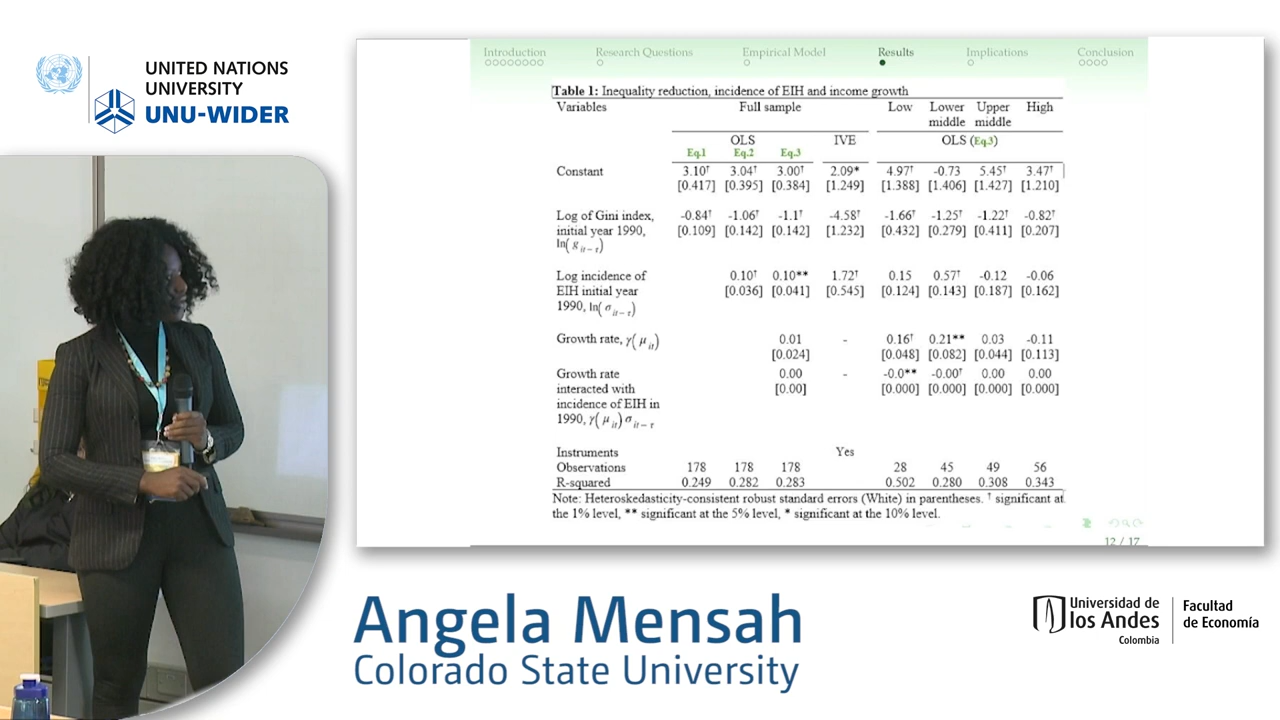 UNITED NATIONS
UNIVERSITY
UNU-WIDER
Introduction Research Questions Empirical Model Results Implications Conclusion
Table 1: Inequality reduction, incidence of EIH and income growth
Variables Full sample Low Lower middle Upper middle High
OLS IVE OLS (Eq.3)
Eq.1 Eq.2 Eq.3
Constant 3.10† 3.04† 3.00† 2.09* 4.97† -0.73 5.45† 3.47†
[0.417] [0.395] [0.384] [1.249] [1.388] [1.406] [1.427] [1.210]
Log of Gini index, -0.84† -1.06† -1.1† -4.58† -1.66† -1.25† -1.22† -0.82†
initial year 1990, [0.109] [0.142] [0.142] [1.232] [0.432] [0.279] [0.411] [0.207]
ln(g it−τ)
Log incidence of 0.10† 0.10** 1.72† 0.15 0.57† -0.12 -0.06
EIH initial year [0.036] [0.041] [0.545] [0.124] [0.143] [0.187] [0.162]
1990, ln(σ it−τ)
Growth rate, γ(μ it) 0.01 - 0.16† 0.21** 0.03 -0.11
[0.024] [0.048] [0.082] [0.044] [0.113]
Growth rate 0.00 - -0.0** -0.00† 0.00 0.00
interacted with [0.00] [0.000] [0.000] [0.000] [0.000]
incidence of EIH in
1990, γ(μ it)σ it−τ
Instruments Yes
Observations 178 178 178 28 45 49 56
R-squared 0.249 0.282 0.283 0.502 0.280 0.308 0.343
Note: Heteroskedasticity-consistent robust standard errors (White) in parentheses. † significant at
the 1% level, ** significant at the 5% level, * significant at the 10% level.
12 / 17
Angela Mensah
Colorado State University
Universidad de
los Andes
Colombia
Facultad
de Economía